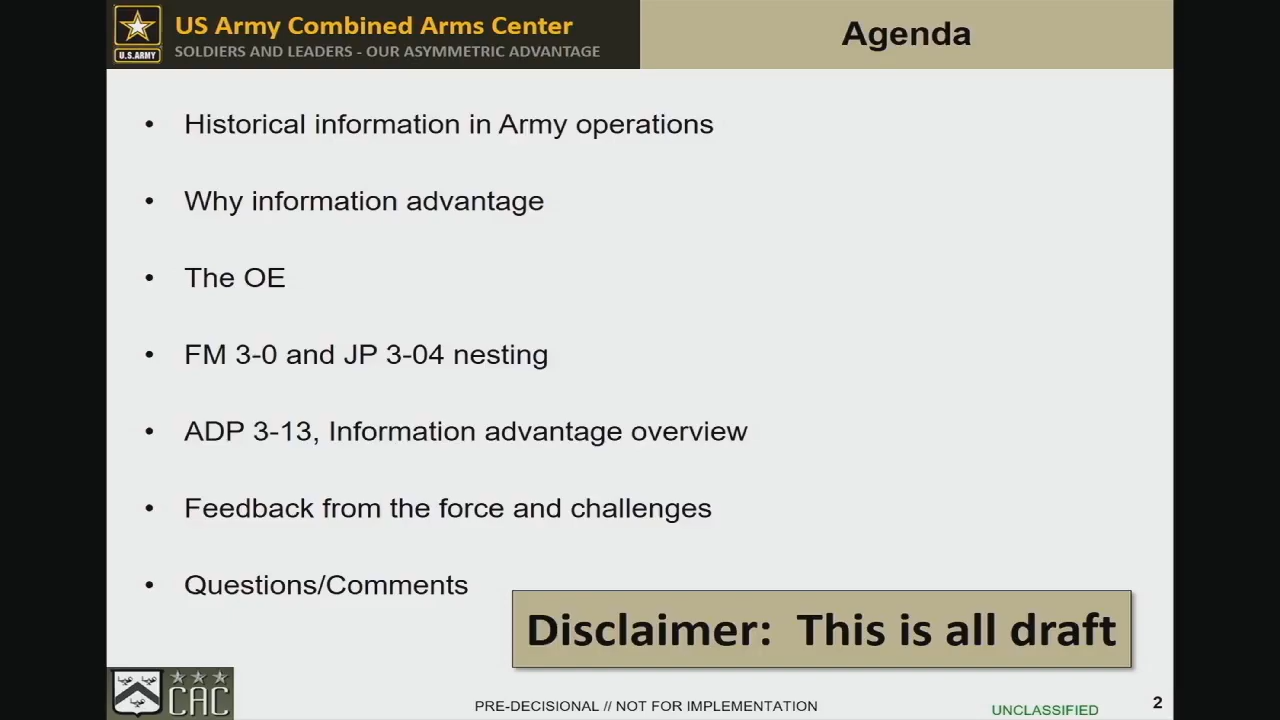 US Army Combined Arms Center
SOLDIERS AND LEADERS - OUR ASYMMETRIC ADVANTAGE
U.S.ARMY
Agenda
• Historical information in Army operations
• Why information advantage
• The OE
• FM 3-0 and JP 3-04 nesting
• ADP 3-13, Information advantage overview
• Feedback from the force and challenges
• Questions/Comments
Disclaimer: This is all draft
CAC
PRE-DECISIONAL // NOT FOR IMPLEMENTATION
UNCLASSIFIED
2